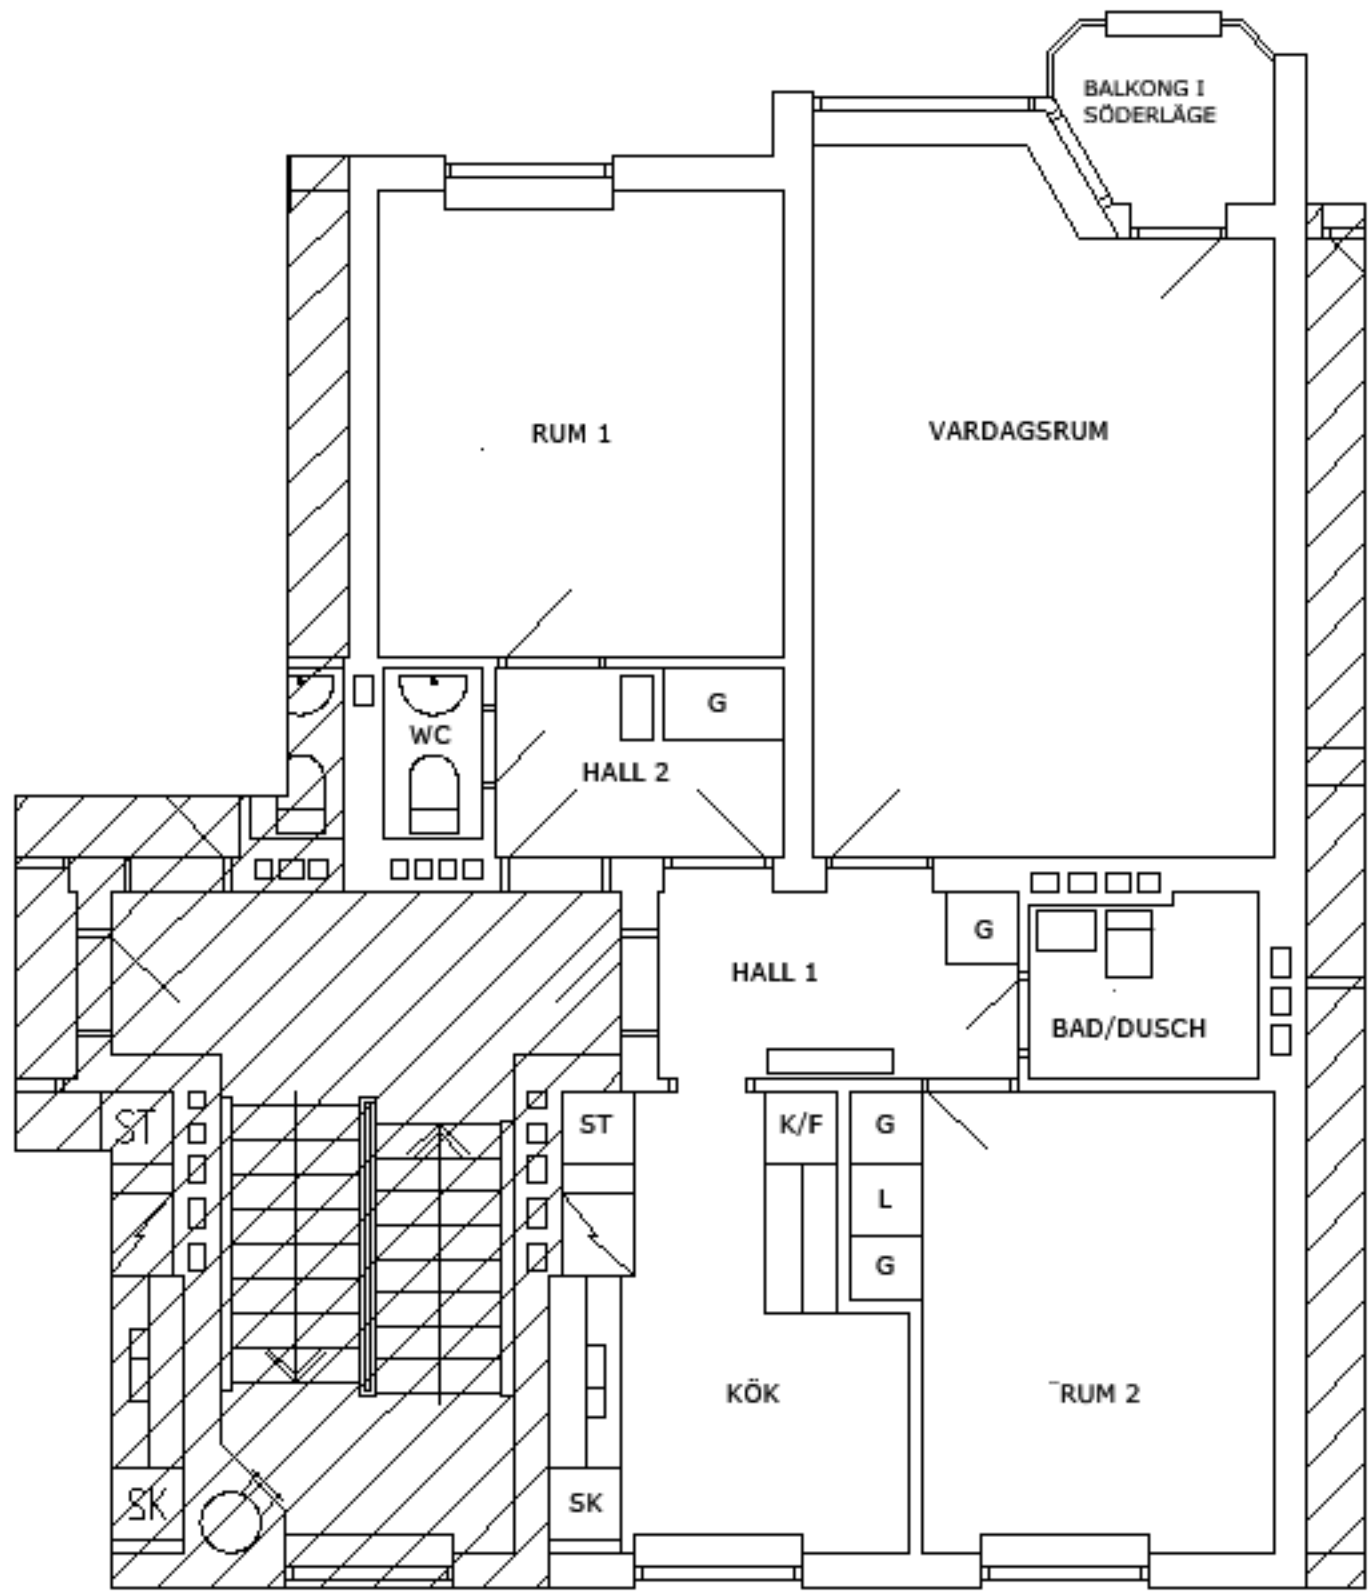 BALKONG I
SÖDERLÄGE
RUM 1
VARDAGSRUM
WC
G
HALL 2
G
HALL 1
BAD/DUSCH
ST
ST
K/F
G
L
G
KÖK
RUM 2
SK
SK